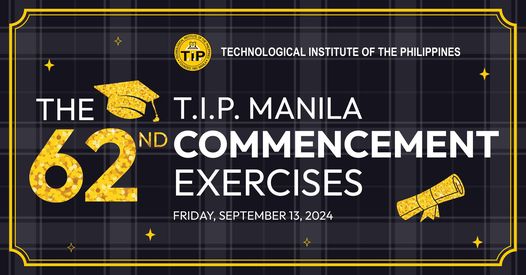 T.I.P
TECHNOLOGICAL INSTITUTE OF THE PHILIPPINES
THE
62ND
T.I.P. MANILA
COMMENCEMENT
EXERCISES
FRIDAY, SEPTEMBER 13, 2024